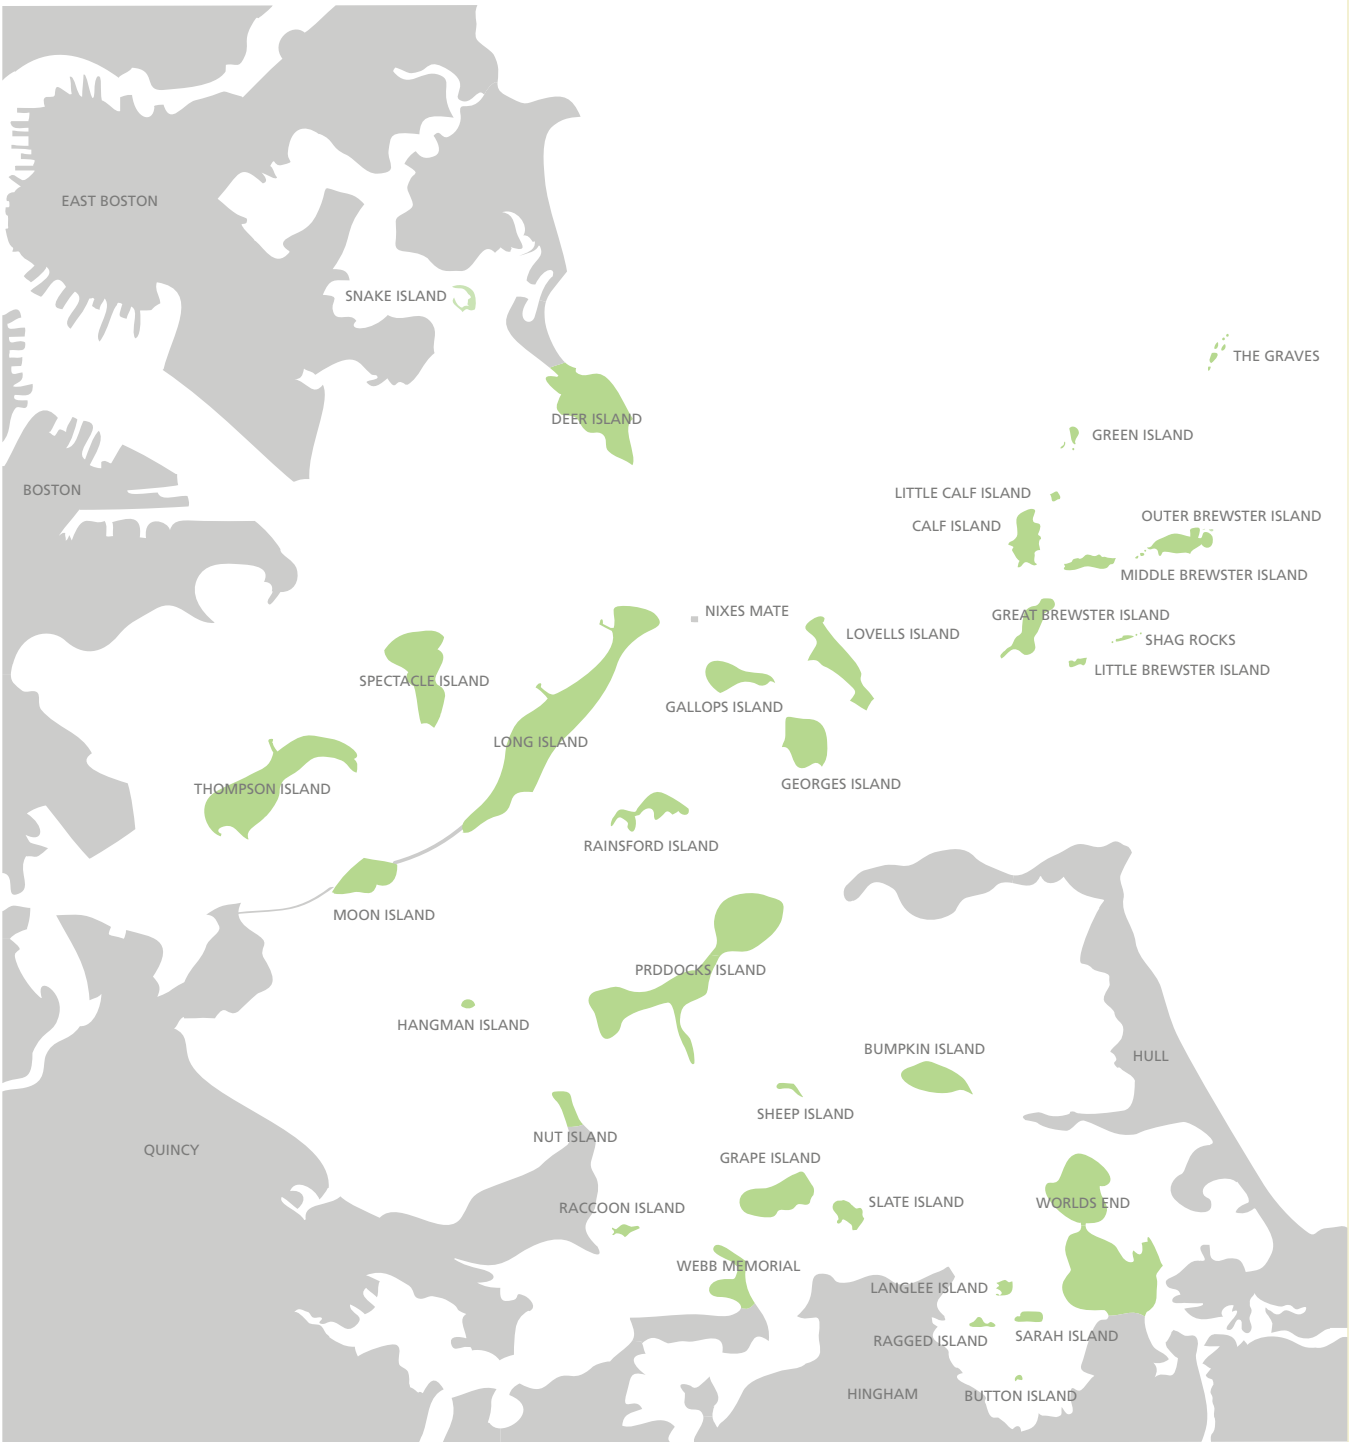 EAST BOSTON
SNAKE ISLAND
THE GRAVES
DEER ISLAND
GREEN ISLAND
BOSTON
LITTLE CALF ISLAND
OUTER BREWSTER ISLAND
CALF ISLAND
MIDDLE BREWSTER ISLAND
NIXES MATE
GREAT BREWSTER ISLAND
LOVELLS ISLAND
SHAG ROCKS
LITTLE BREWSTER ISLAND
SPECTACLE ISLAND
GALLOPS ISLAND
LONG ISLAND
GEORGES ISLAND
THOMPSON ISLAND
RAINSFORD ISLAND
MOON ISLAND
PRDDOCKS ISLAND
HANGMAN ISLAND
BUMPKIN ISLAND
HULL
SHEEP ISLAND
NUT ISLAND
QUINCY
GRAPE ISLAND
RACCOON ISLAND
SLATE ISLAND
WORLDS END
WEBB MEMORIAL
LANGLEE ISLAND
RAGGED ISLAND
SARAH ISLAND
HINGHAM
BUTTON ISLAND